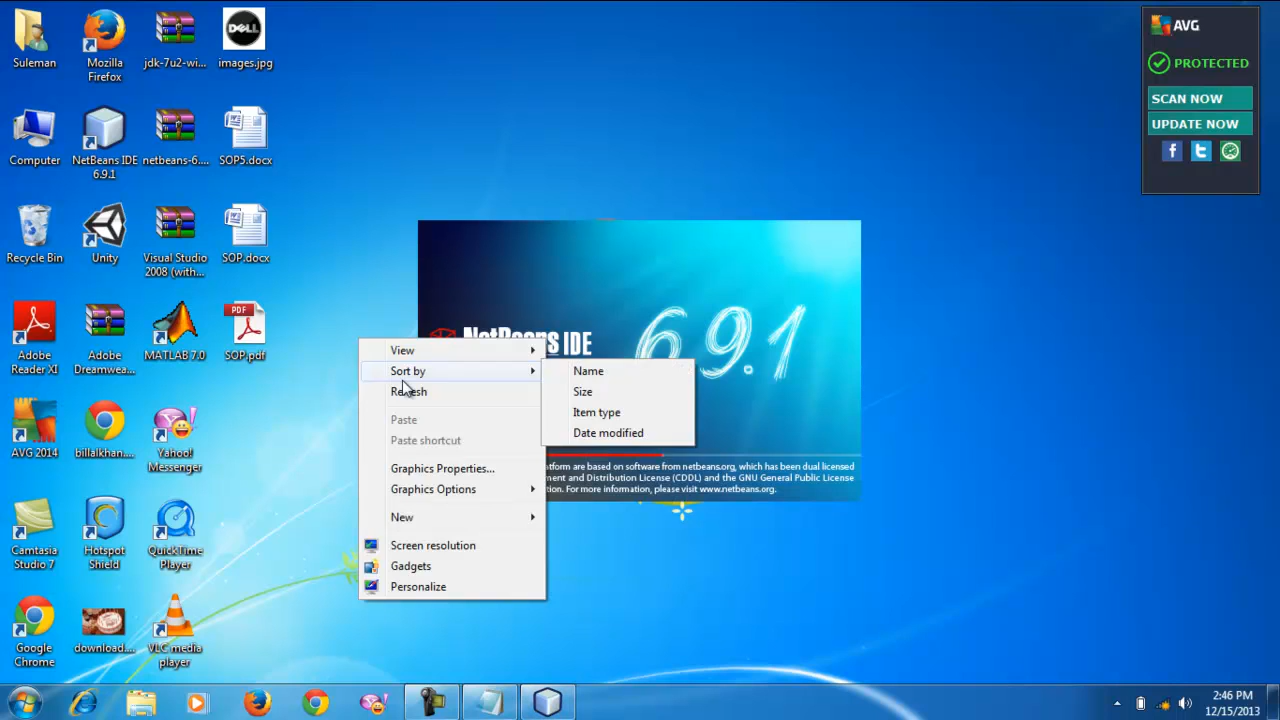 Suleman
Mozilla
Firefox
jdk-7u2-wi...
DELL
images.jpg
Computer
NetBeans IDE
6.9.1
netbeans-6....
SOP5.docx
Recycle Bin
Unity
Visual Studio
2008 (with...
SOP.docx
Adobe
Reader XI
Adobe
Dreamwea...
MATLAB 7.0
PDF
SOP.pdf
AVG 2014
billalkhan....
Yahoo!
Messenger
Camtasia
Studio 7
Hotspot
Shield
QuickTime
Player
Google
Chrome
download....
VLC media
player
AVG
PROTECTED
SCAN NOW
UPDATE NOW
NetBeans IDE
6.9.1
tform are based on software from netbeans.org, which has been dual licensed
ment and Distribution License (CDDL) and the GNU General Public License
tion. For more information, please visit www.netbeans.org.
View
Sort by
Refresh
Paste
Paste shortcut
Graphics Properties...
Graphics Options
New
Screen resolution
Gadgets
Personalize
Name
Size
Item type
Date modified
2:46 PM
12/15/2013